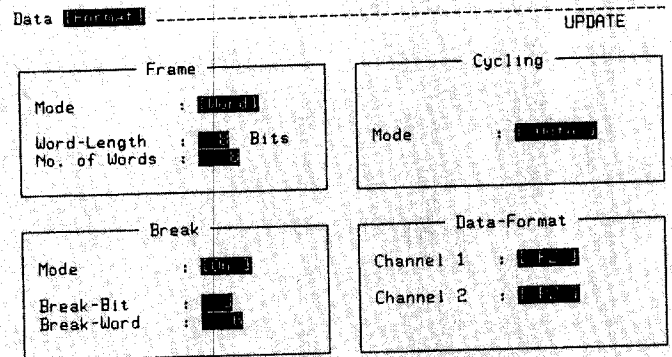 Data [Format]
UPDATE
Frame
Mode : [Word]
Word-Length : Bits
No. of Words :
Cycling
Mode :
Break
Mode :
Break-Bit :
Break-Word :
Data-Format
Channel 1 :
Channel 2 :